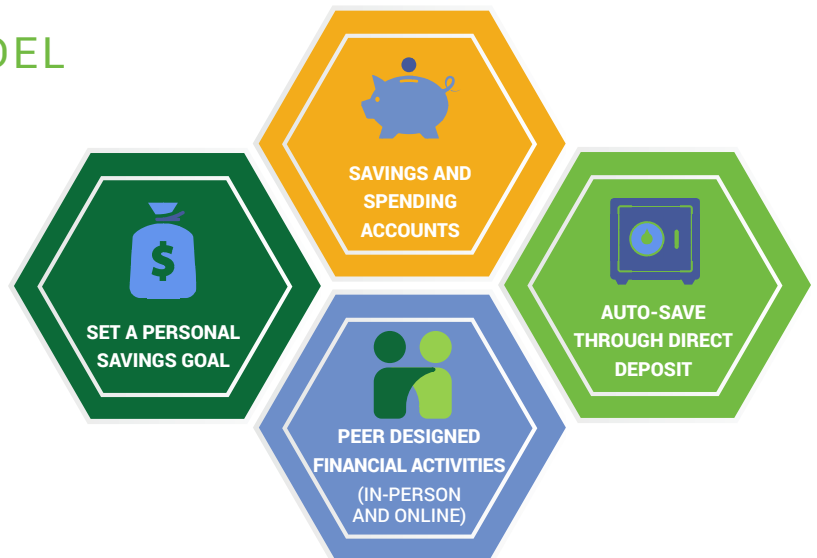 SAVINGS AND
SPENDING
ACCOUNTS
SET A PERSONAL
SAVINGS GOAL
$
AUTO-SAVE
THROUGH DIRECT
DEPOSIT
PEER DESIGNED
FINANCIAL ACTIVITIES
(IN-PERSON
AND ONLINE)